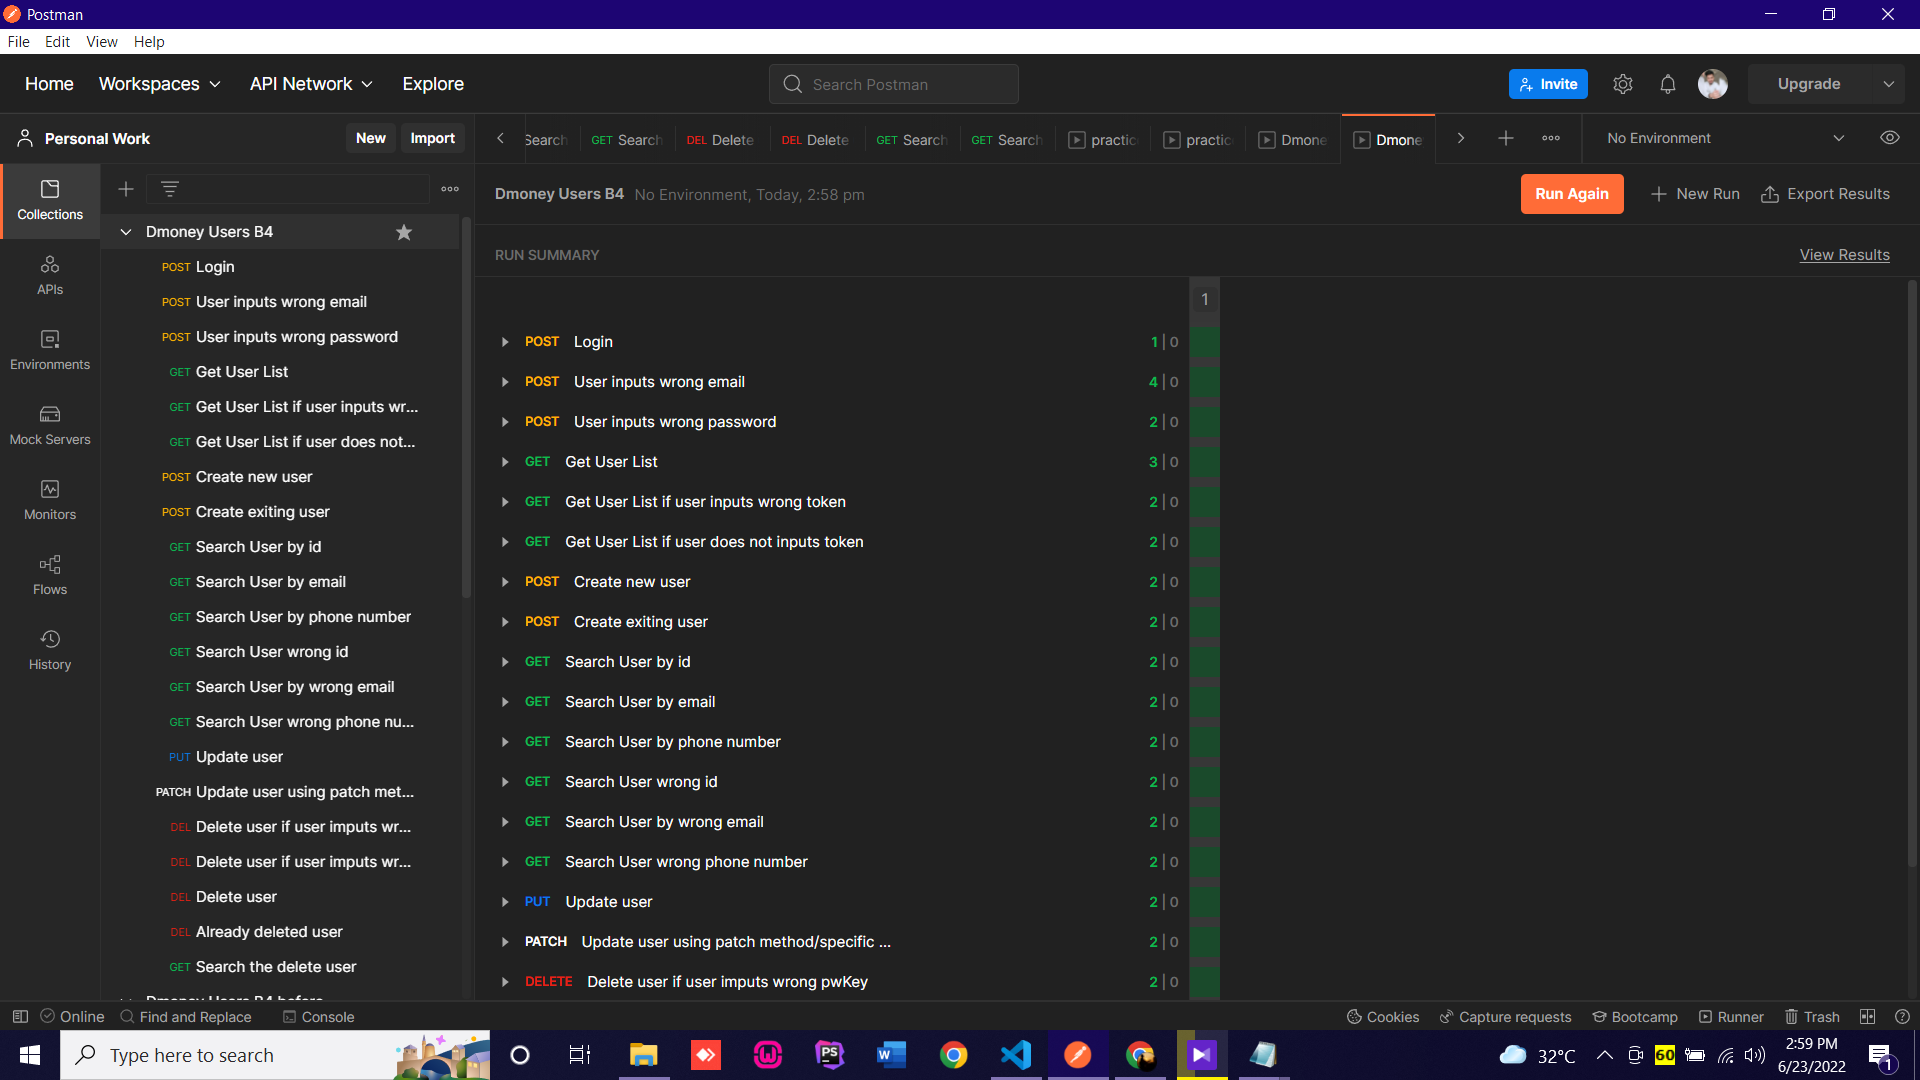 Postman
File Edit View Help
Home Workspaces API Network Explore Search Postman Invite Upgrade
Personal Work New Import Search GET Search DEL Delete DEL Delete GET Search GET Search practic practic Dmone Dmone No Environment
Collections
APIs
Environments
Mock Servers
Monitors
Flows
History
Dmoney Users B4
POST Login
POST User inputs wrong email
POST User inputs wrong password
GET Get User List
GET Get User List if user inputs wr...
GET Get User List if user does not...
POST Create new user
POST Create exiting user
GET Search User by id
GET Search User by email
GET Search User by phone number
GET Search User wrong id
GET Search User by wrong email
GET Search User wrong phone nu...
PUT Update user
PATCH Update user using patch met...
DEL Delete user if user imputs wr...
DEL Delete user if user imputs wr...
DEL Delete user
DEL Already deleted user
GET Search the delete user
Dmoney Users B4 before
Dmoney Users B4 No Environment, Today, 2:58 pm Run Again New Run Export Results
RUN SUMMARY View Results
1
POST Login 1 | 0
POST User inputs wrong email 4 | 0
POST User inputs wrong password 2 | 0
GET Get User List 3 | 0
GET Get User List if user inputs wrong token 2 | 0
GET Get User List if user does not inputs token 2 | 0
POST Create new user 2 | 0
POST Create exiting user 2 | 0
GET Search User by id 2 | 0
GET Search User by email 2 | 0
GET Search User by phone number 2 | 0
GET Search User wrong id 2 | 0
GET Search User by wrong email 2 | 0
GET Search User wrong phone number 2 | 0
PUT Update user 2 | 0
PATCH Update user using patch method/specific ... 2 | 0
DELETE Delete user if user imputs wrong pwKey 2 | 0
Online Find and Replace Console Cookies Capture requests Bootcamp Runner Trash
Type here to search PS W 32°C 60 2:59 PM
6/23/2022 1